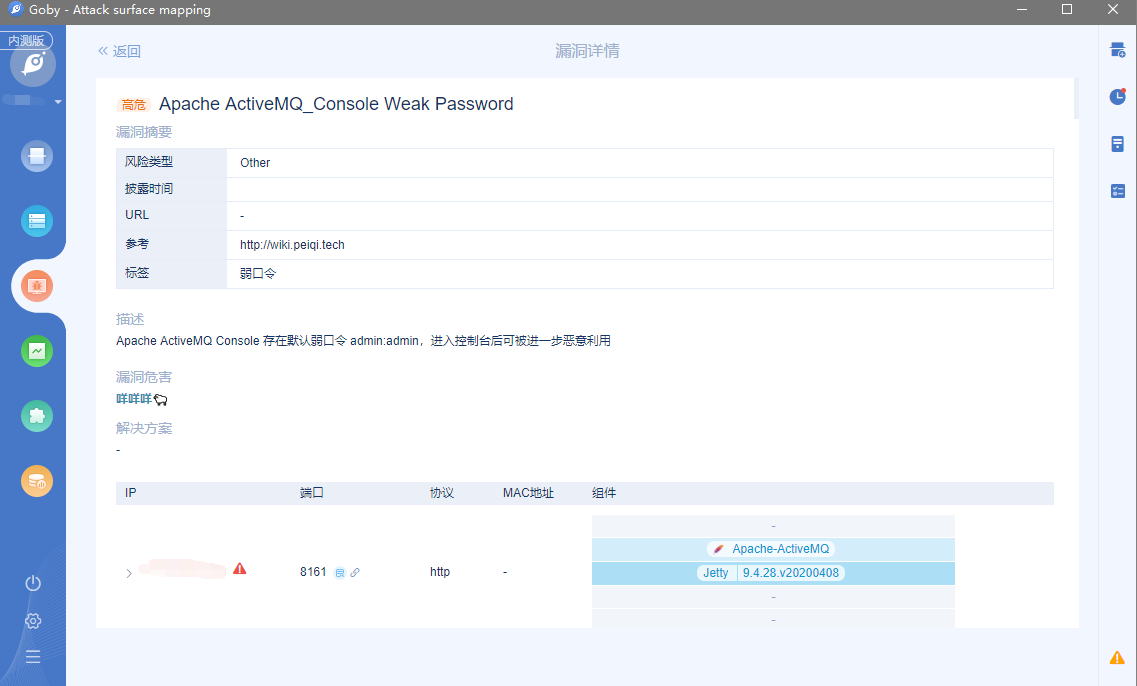 Goby - Attack surface mapping
内测版
返回
漏洞详情
高危 Apache ActiveMQ_Console Weak Password
漏洞摘要
风险类型 Other
披露时间
URL -
参考 http://wiki.peiqi.tech
标签 弱口令
描述
Apache ActiveMQ Console 存在默认弱口令 admin:admin，进入控制台后可被进一步恶意利用
漏洞危害
咩咩咩🐑
解决方案
-
IP 端口 协议 MAC地址 组件
-
Apache-ActiveMQ
8161 http -
Jetty 9.4.28.v20200408
-
-